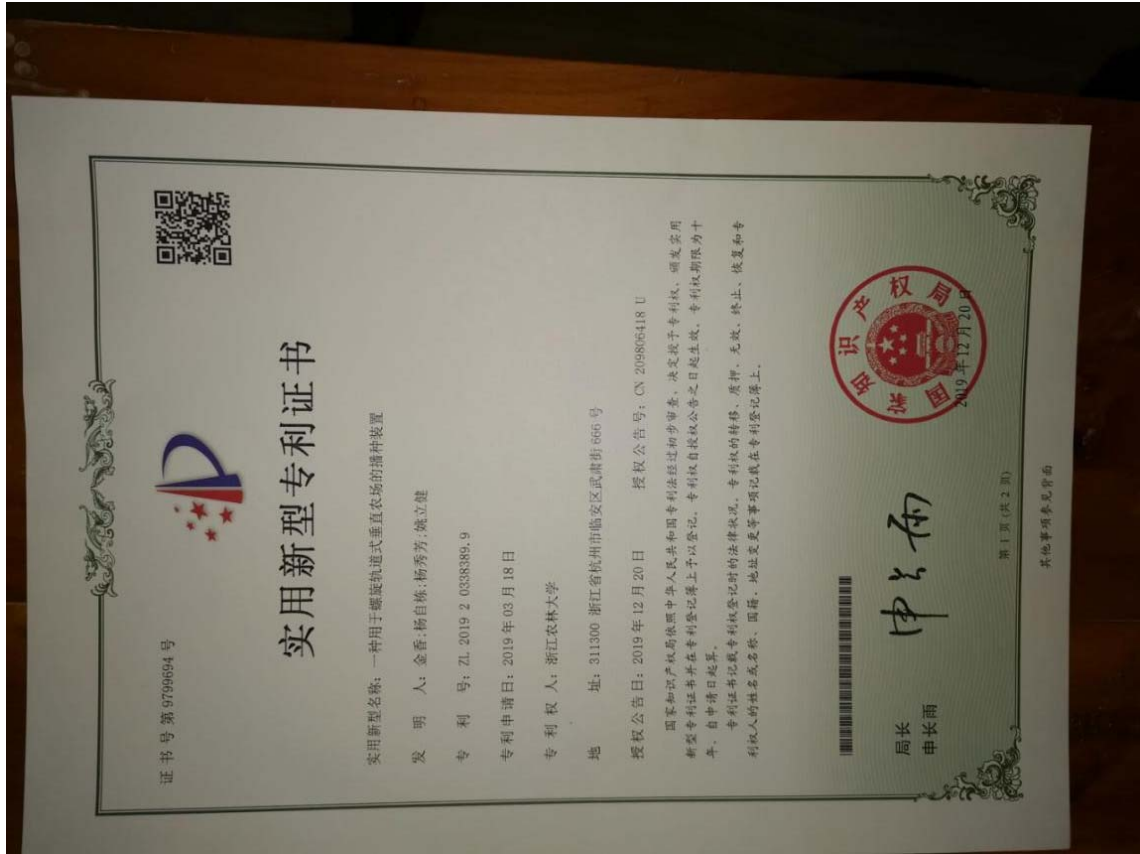 证书号第9799694号
实用新型专利证书
实用新型名称：一种用于螺旋轨道式垂直农场的播种装置
发明人：金香;杨自栋;杨秀芳;姚立健
专利号：ZL 2019 2 0338389.9
专利申请日：2019年03月18日
专利权人：浙江农林大学
地址：311300 浙江省杭州市临安区武肃街666号
授权公告日：2019年12月20日 授权公告号：CN 209806418 U
国家知识产权局依照中华人民共和国专利法经过初步审查，决定授予专利权，颁发实用
新型专利证书并在专利登记簿上予以登记。专利权自授权公告之日起生效。专利权期限为十
年，自申请日起算。
专利证书记载专利权登记时的法律状况。专利权的转移、质押、无效、终止、恢复和专
利权人的姓名或名称、国籍、地址变更等事项记载在专利登记簿上。
局长
申长雨
申长雨
国家知识产权局
2019年12月20日
第1页(共2页)
其他事项参见背面